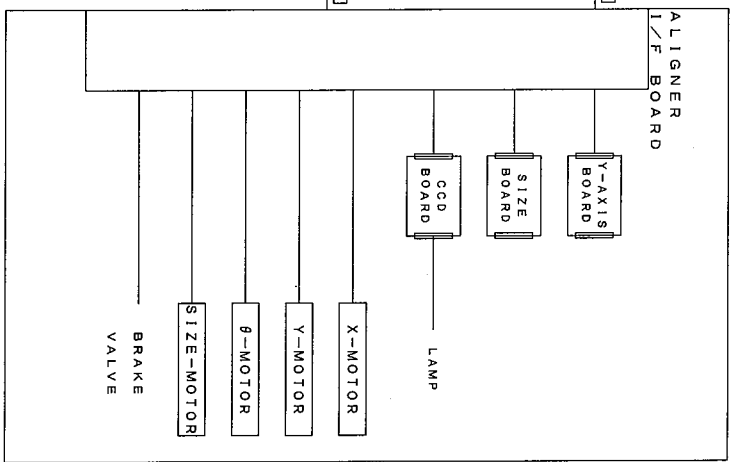 ALIGNER
I/F BOARD
Y-AXIS
BOARD
SIZE
BOARD
CCD
BOARD
LAMP
X-MOTOR
Y-MOTOR
θ-MOTOR
SIZE-MOTOR
BRAKE
VALVE